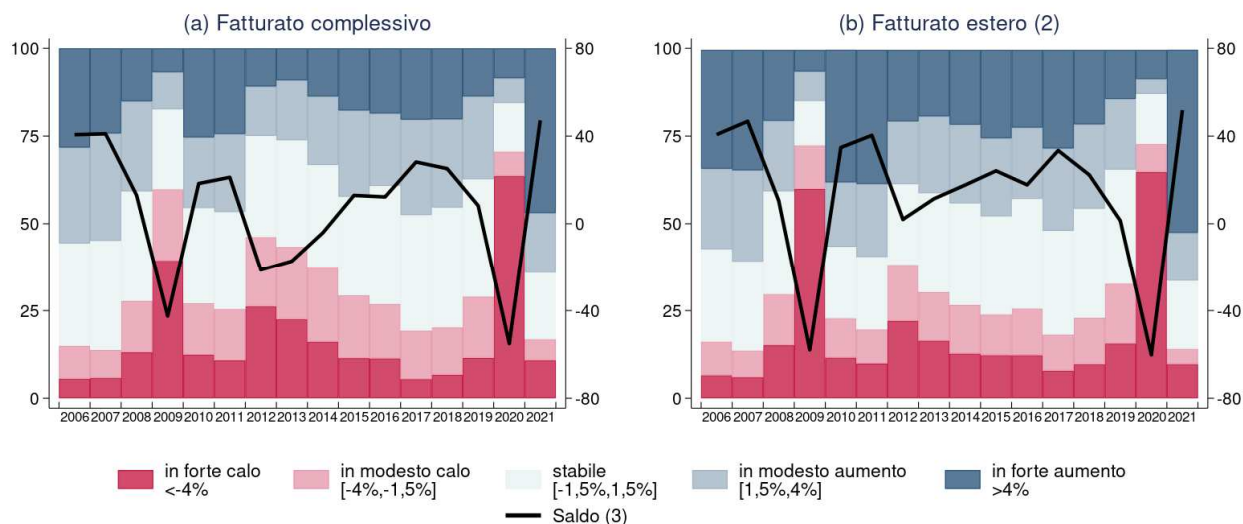 (a) Fatturato complessivo
100
75
50
25
0
80
40
0
-40
-80
2006 2007 2008 2009 2010 2011 2012 2013 2014 2015 2016 2017 2018 2019 2020 2021
(b) Fatturato estero (2)
100
75
50
25
0
80
40
0
-40
-80
2006 2007 2008 2009 2010 2011 2012 2013 2014 2015 2016 2017 2018 2019 2020 2021
in forte calo
<-4%
in modesto calo
[-4%,-1,5%]
stabile
[-1,5%,1,5%]
in modesto aumento
[1,5%,4%]
in forte aumento
>4%
Saldo (3)